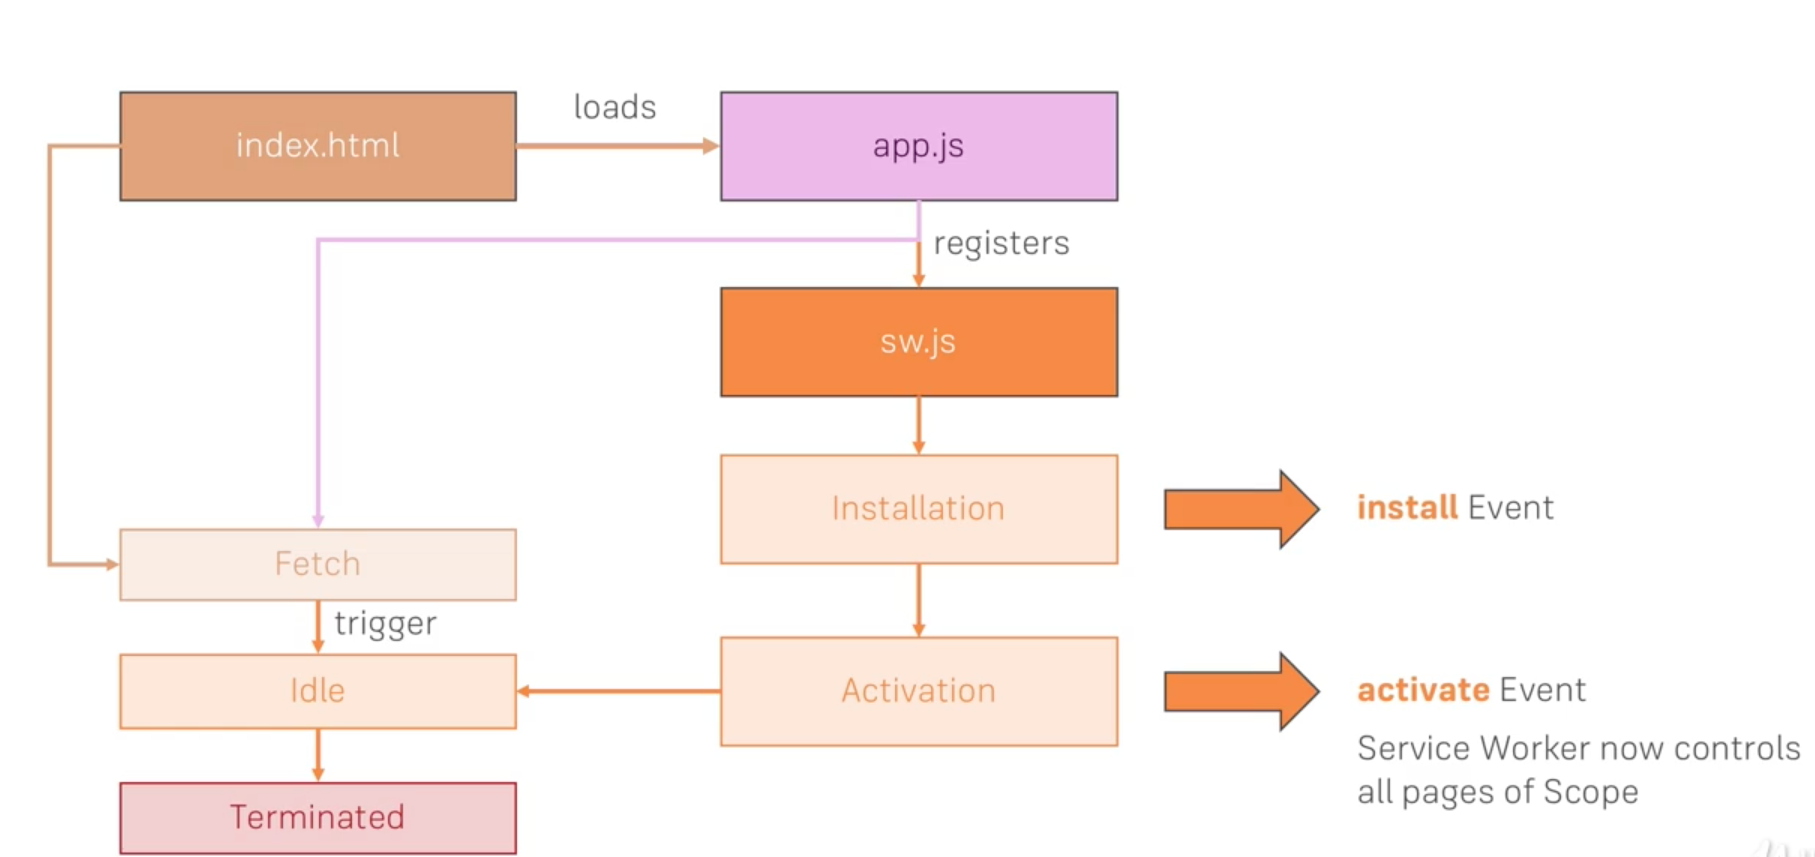 index.html
loads
app.js
registers
sw.js
Installation
install Event
Fetch
trigger
Idle
Activation
activate Event
Service Worker now controls
all pages of Scope
Terminated